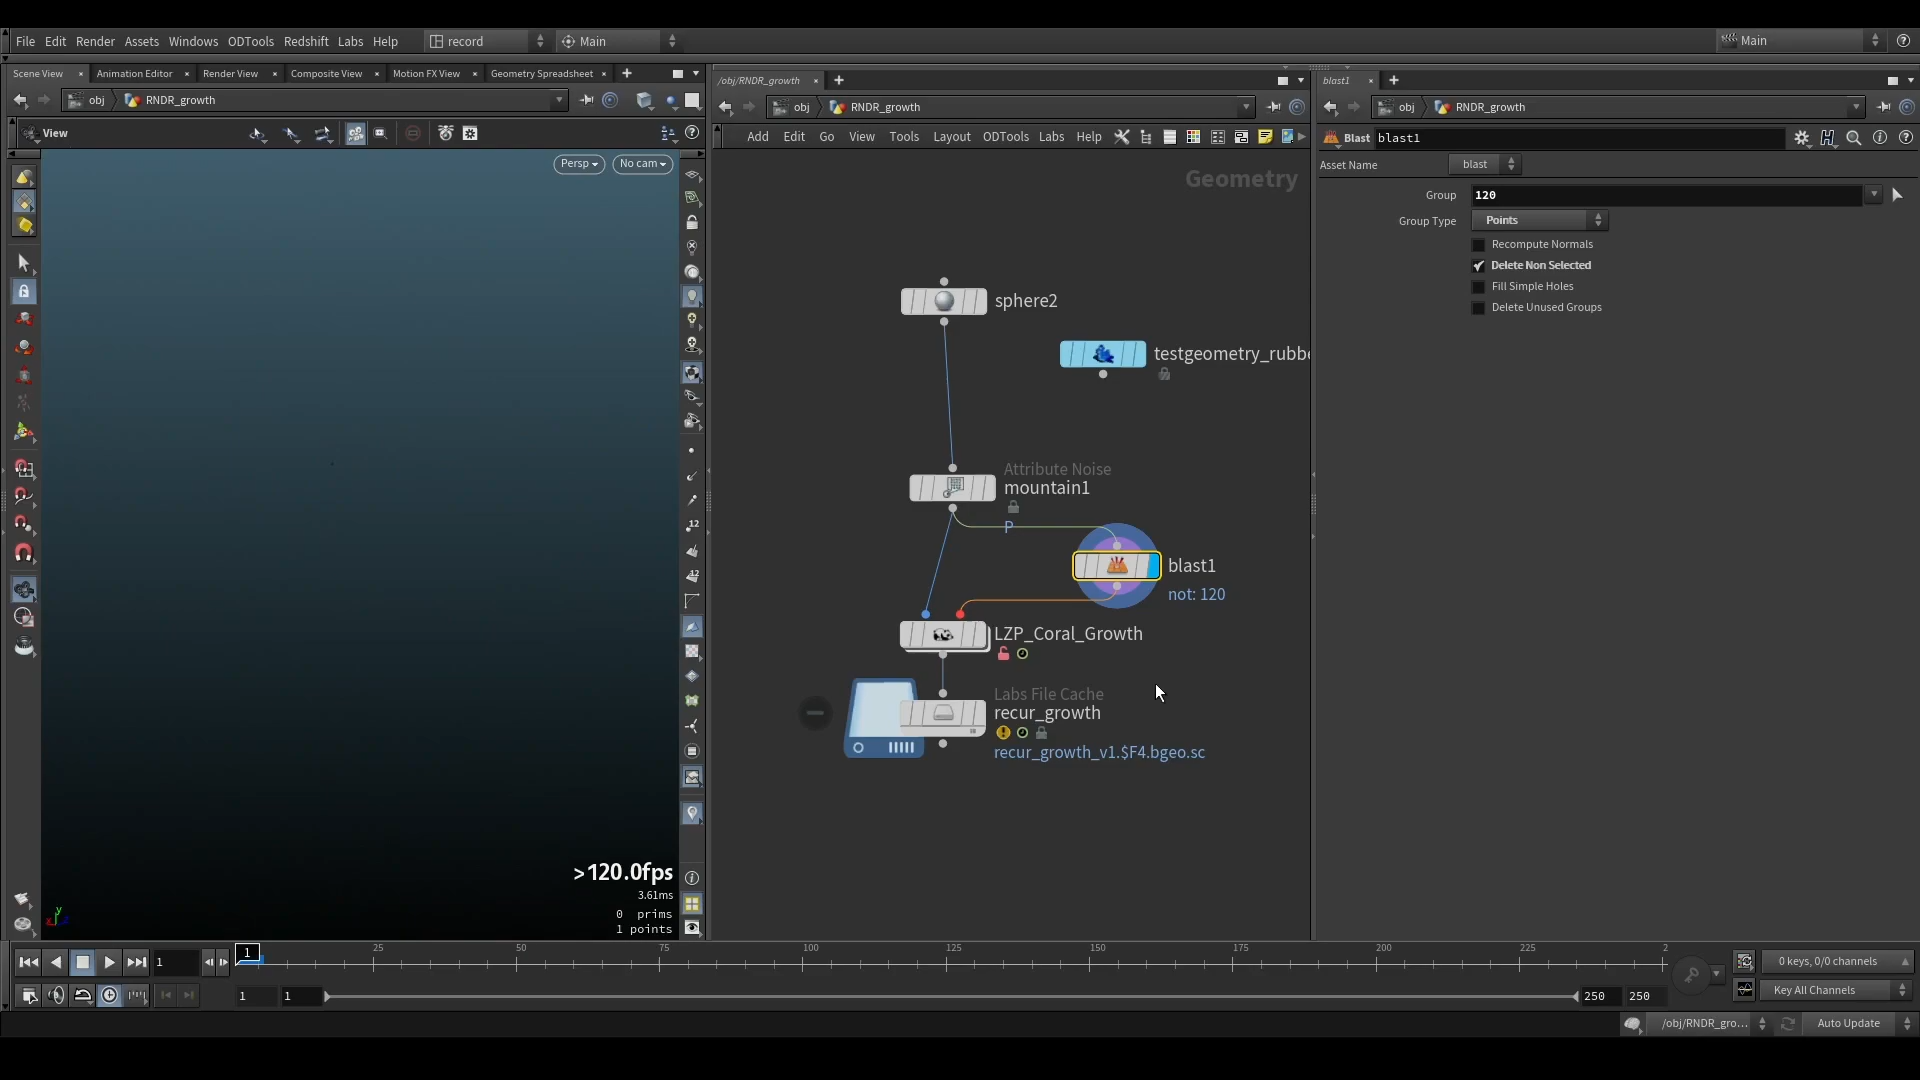 File Edit Render Assets Windows ODTools Redshift Labs Help record Main Main
Scene View × Animation Editor × Render View × Composite View × Motion FX View × Geometry Spreadsheet ×
/obj/RNDR_growth ×
blast1 ×
obj RNDR_growth
obj RNDR_growth
obj RNDR_growth
View
Persp
No cam
Add Edit Go View Tools Layout ODTools Labs Help
Blast blast1
Asset Name blast
Group 120
Group Type Points
Recompute Normals
Delete Non Selected
Fill Simple Holes
Delete Unused Groups
Geometry
sphere2
testgeometry_rubbe
Attribute Noise
mountain1
P
blast1
not: 120
LZP_Coral_Growth
Labs File Cache
recur_growth
recur_growth_v1.$F4.bgeo.sc
12
12
>120.0fps
3.61ms
0 prims
1 points
y
x
1
1
25 50 75 100 125 150 175 200 225 2
0 keys, 0/0 channels
1 1 250 250
Key All Channels
/obj/RNDR_gro... Auto Update